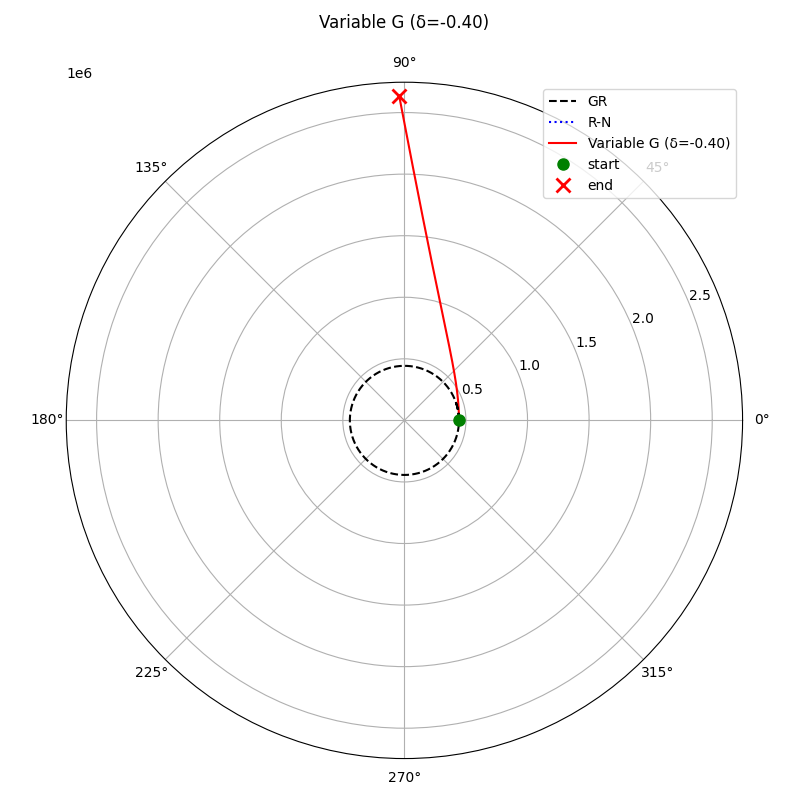 Variable G (δ=-0.40)
1e6
90°
GR
R-N
Variable G (δ=-0.40)
start
end
135°
45°
2.5
2.0
1.5
1.0
0.5
180°
0°
225°
315°
270°